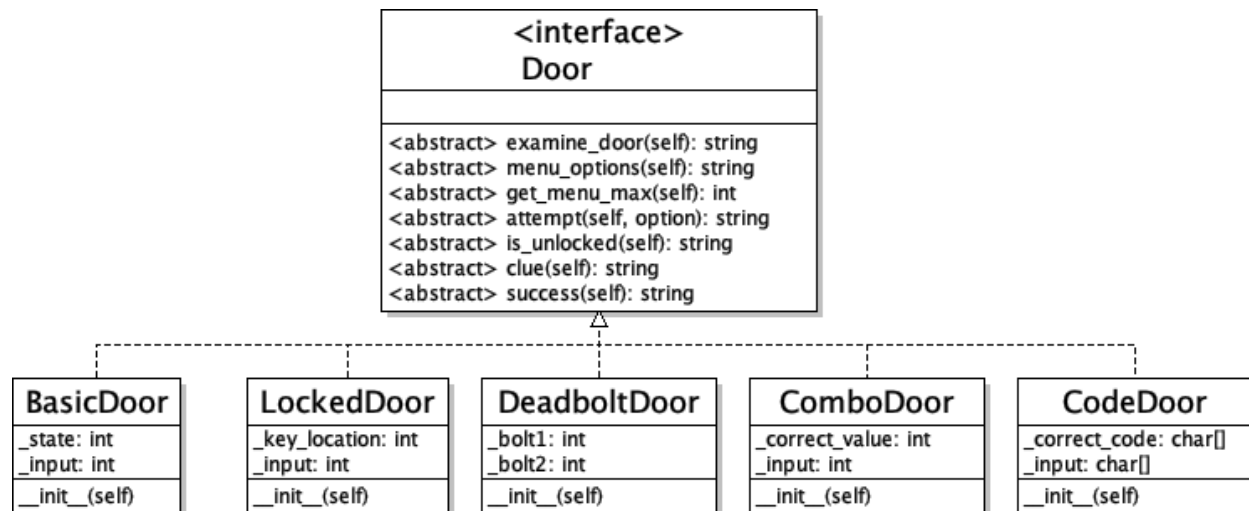 <interface>
Door
<abstract> examine_door(self): string
<abstract> menu_options(self): string
<abstract> get_menu_max(self): int
<abstract> attempt(self, option): string
<abstract> is_unlocked(self): string
<abstract> clue(self): string
<abstract> success(self): string
BasicDoor
_state: int
_input: int
__init__(self)
LockedDoor
_key_location: int
_input: int
__init__(self)
DeadboltDoor
_bolt1: int
_bolt2: int
__init__(self)
ComboDoor
_correct_value: int
_input: int
__init__(self)
CodeDoor
_correct_code: char[]
_input: char[]
__init__(self)